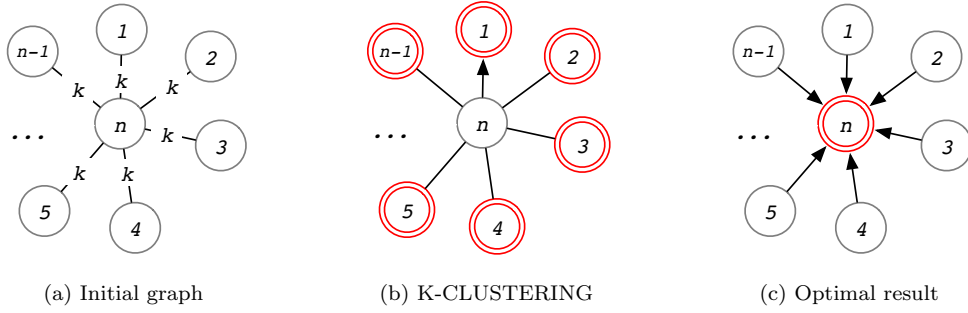 1
n-1
2
k
k
k
n
k
3
...
k
k
5
4
(a) Initial graph
1
n-1
2
n
3
...
5
4
(b) K-CLUSTERING
1
n-1
2
n
3
...
5
4
(c) Optimal result